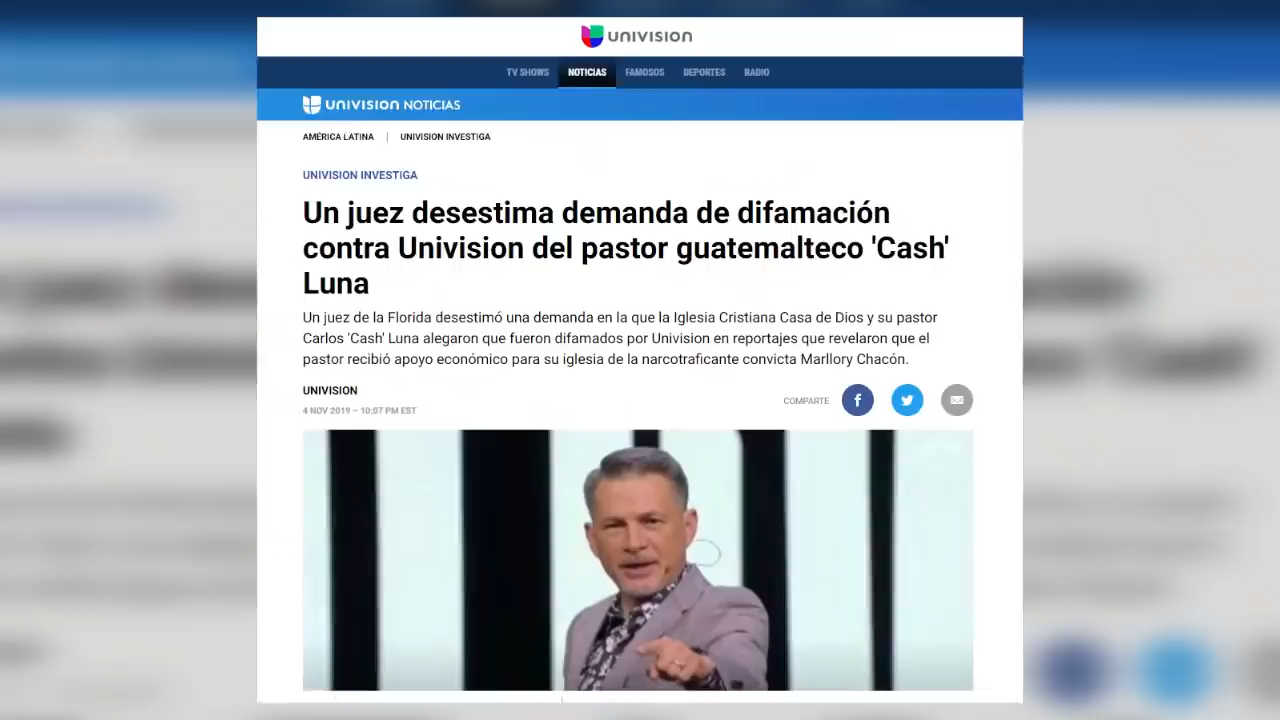 UNIVISION
TV SHOWS NOTICIAS FAMOSOS DEPORTES RADIO
UNIVISION NOTICIAS
AMÉRICA LATINA | UNIVISION INVESTIGA
UNIVISION INVESTIGA
Un juez desestima demanda de difamación
contra Univision del pastor guatemalteco 'Cash'
Luna
Un juez de la Florida desestimó una demanda en la que la Iglesia Cristiana Casa de Dios y su pastor
Carlos 'Cash' Luna alegaron que fueron difamados por Univision en reportajes que revelaron que el
pastor recibió apoyo económico para su iglesia de la narcotraficante convicta Marllory Chacón.
UNIVISION
4 NOV 2019 – 10:07 PM EST
COMPARTE